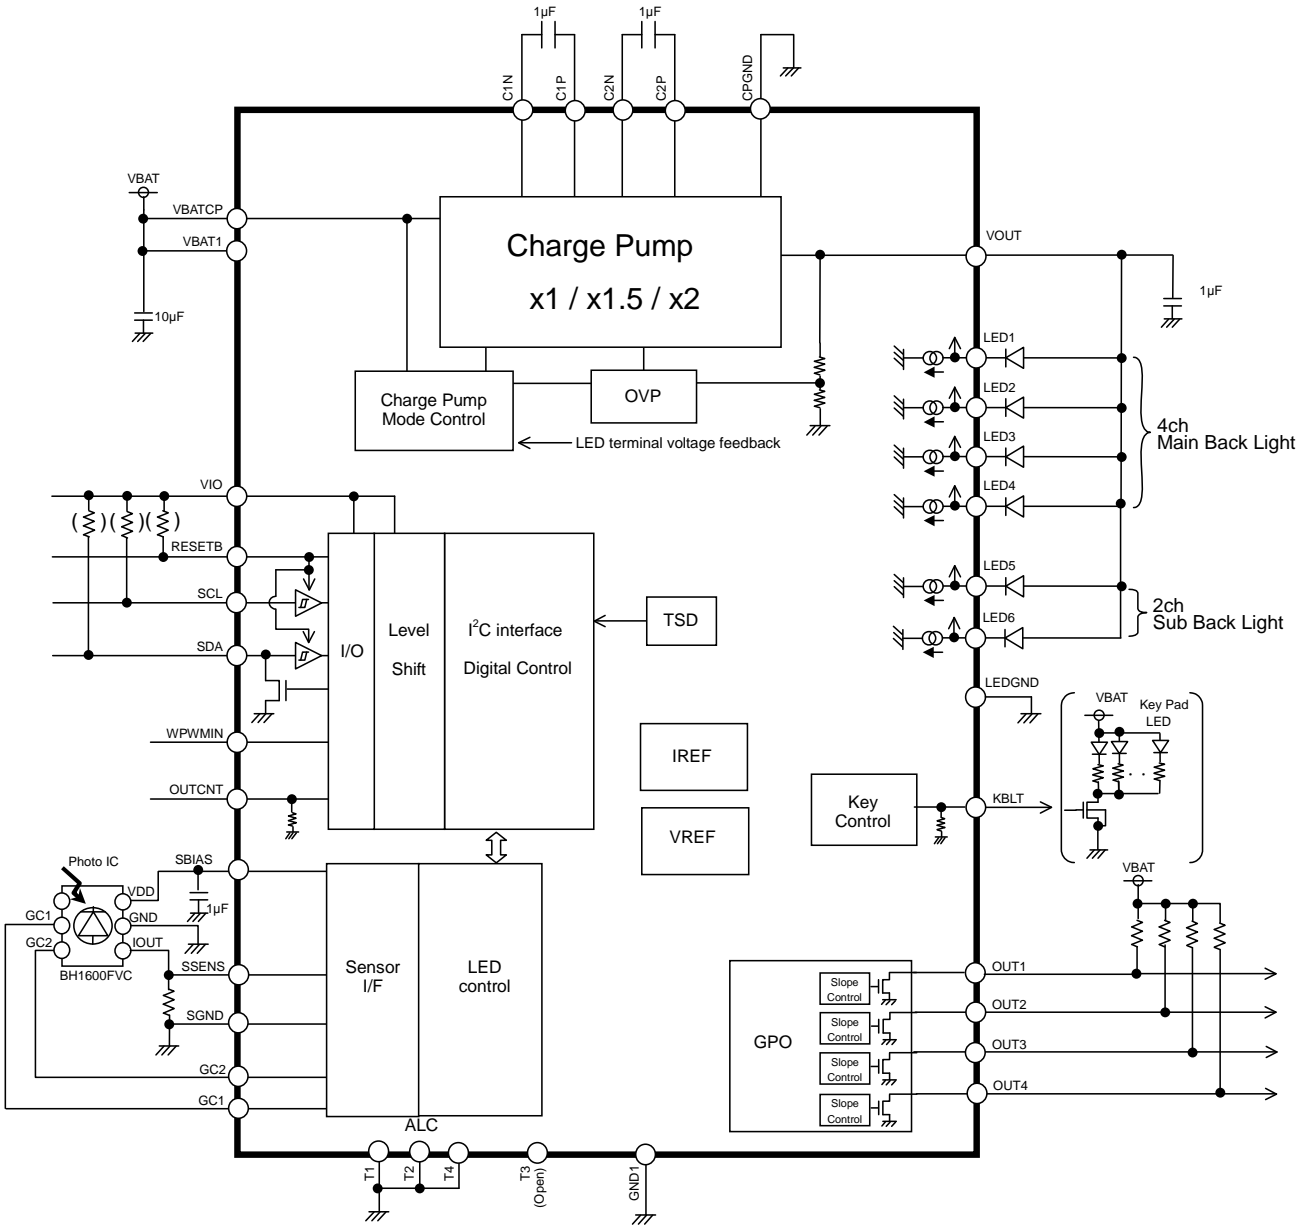 1µF
1µF
C1N
C1P
C2N
C2P
CPGND
VBAT
VBATCP
VBAT1
10µF
Charge Pump
x1 / x1.5 / x2
VOUT
1µF
Charge Pump
Mode Control
OVP
LED terminal voltage feedback
LED1
LED2
LED3
LED4
4ch
Main Back Light
LED5
LED6
2ch
Sub Back Light
VIO
( ) ( ) ( )
RESETB
SCL
SDA
I/O
Level
Shift
I²C interface
Digital Control
TSD
WPWMIN
OUTCNT
IREF
VREF
LEDGND
VBAT
Key Pad
LED
. .
Key
Control
KBLT
Photo IC
SBIAS
VDD
1µF
GC1
GND
GC2
IOUT
BH1600FVC
SSENS
SGND
GC2
GC1
Sensor
I/F
LED
control
ALC
VBAT
GPO
Slope
Control
Slope
Control
Slope
Control
Slope
Control
OUT1
OUT2
OUT3
OUT4
T1
T2
T4
T3
(Open)
GND1